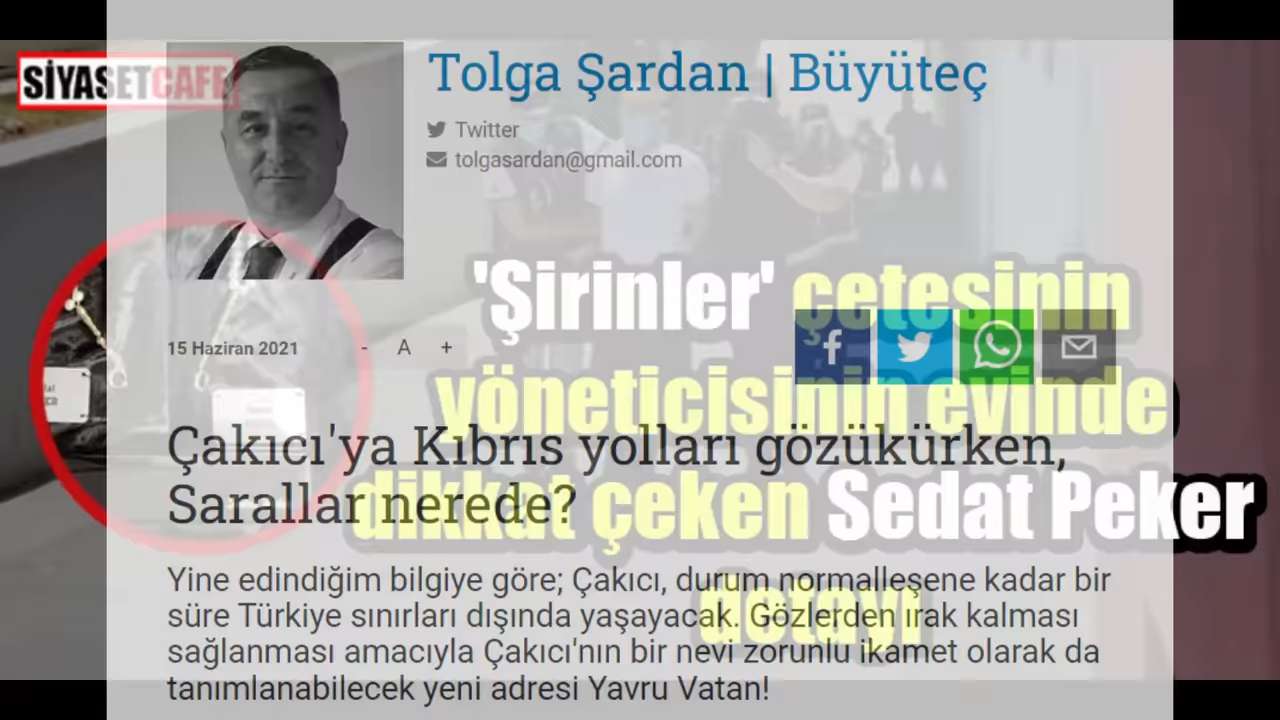 SİYASETCAFE
Tolga Şardan | Büyüteç
Twitter
tolgasardan@gmail.com
'Şirinler' çetesinin
yöneticisinin evinde
dikkat çeken Sedat Peker
detayı
15 Haziran 2021
- A +
Çakıcı'ya Kıbrıs yolları gözükürken,
Sarallar nerede?
Yine edindiğim bilgiye göre; Çakıcı, durum normalleşene kadar bir
süre Türkiye sınırları dışında yaşayacak. Gözlerden ırak kalması
sağlanması amacıyla Çakıcı'nın bir nevi zorunlu ikamet olarak da
tanımlanabilecek yeni adresi Yavru Vatan!